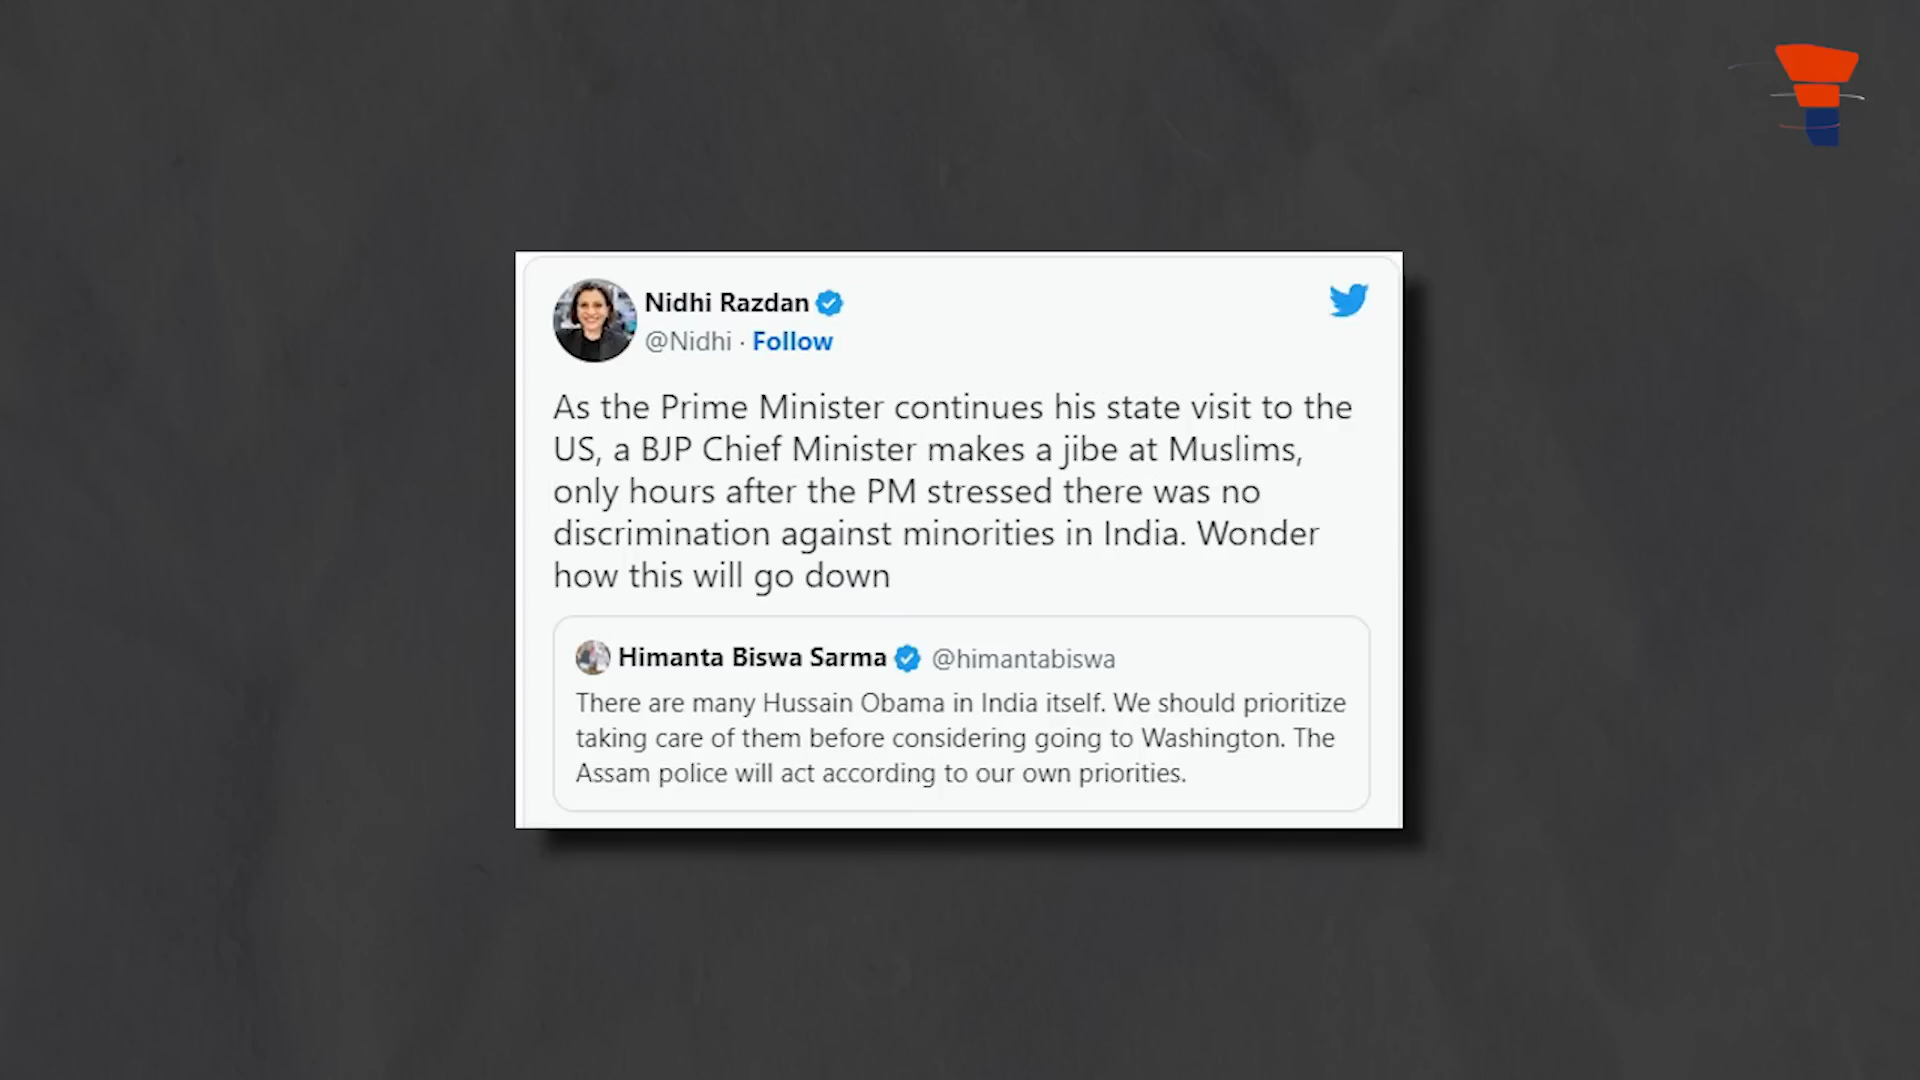 Nidhi Razdan
@Nidhi · Follow
As the Prime Minister continues his state visit to the
US, a BJP Chief Minister makes a jibe at Muslims,
only hours after the PM stressed there was no
discrimination against minorities in India. Wonder
how this will go down
Himanta Biswa Sarma @himantabiswa
There are many Hussain Obama in India itself. We should prioritize
taking care of them before considering going to Washington. The
Assam police will act according to our own priorities.